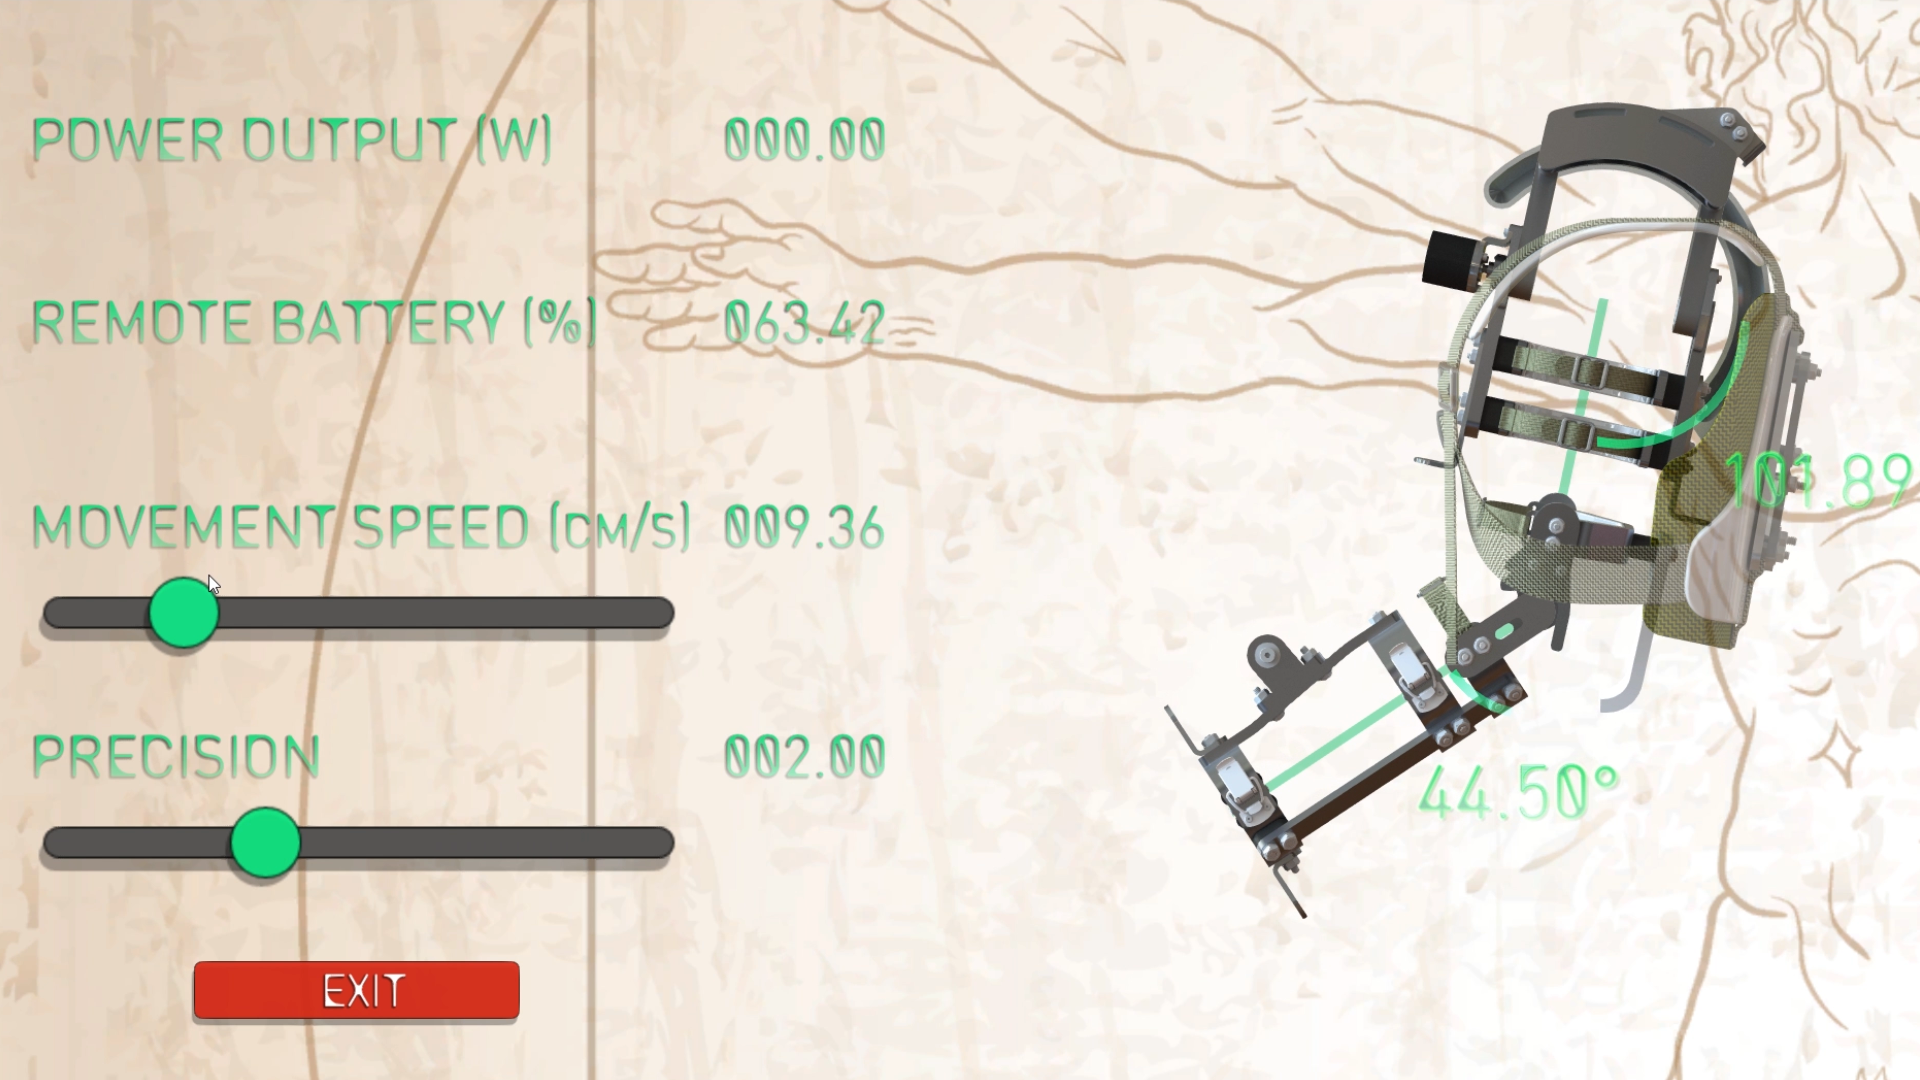 POWER OUTPUT (W) 000.00
REMOTE BATTERY (%) 063.42
MOVEMENT SPEED (CM/S) 009.36
101.89
PRECISION 002.00
44.50°
EXIT